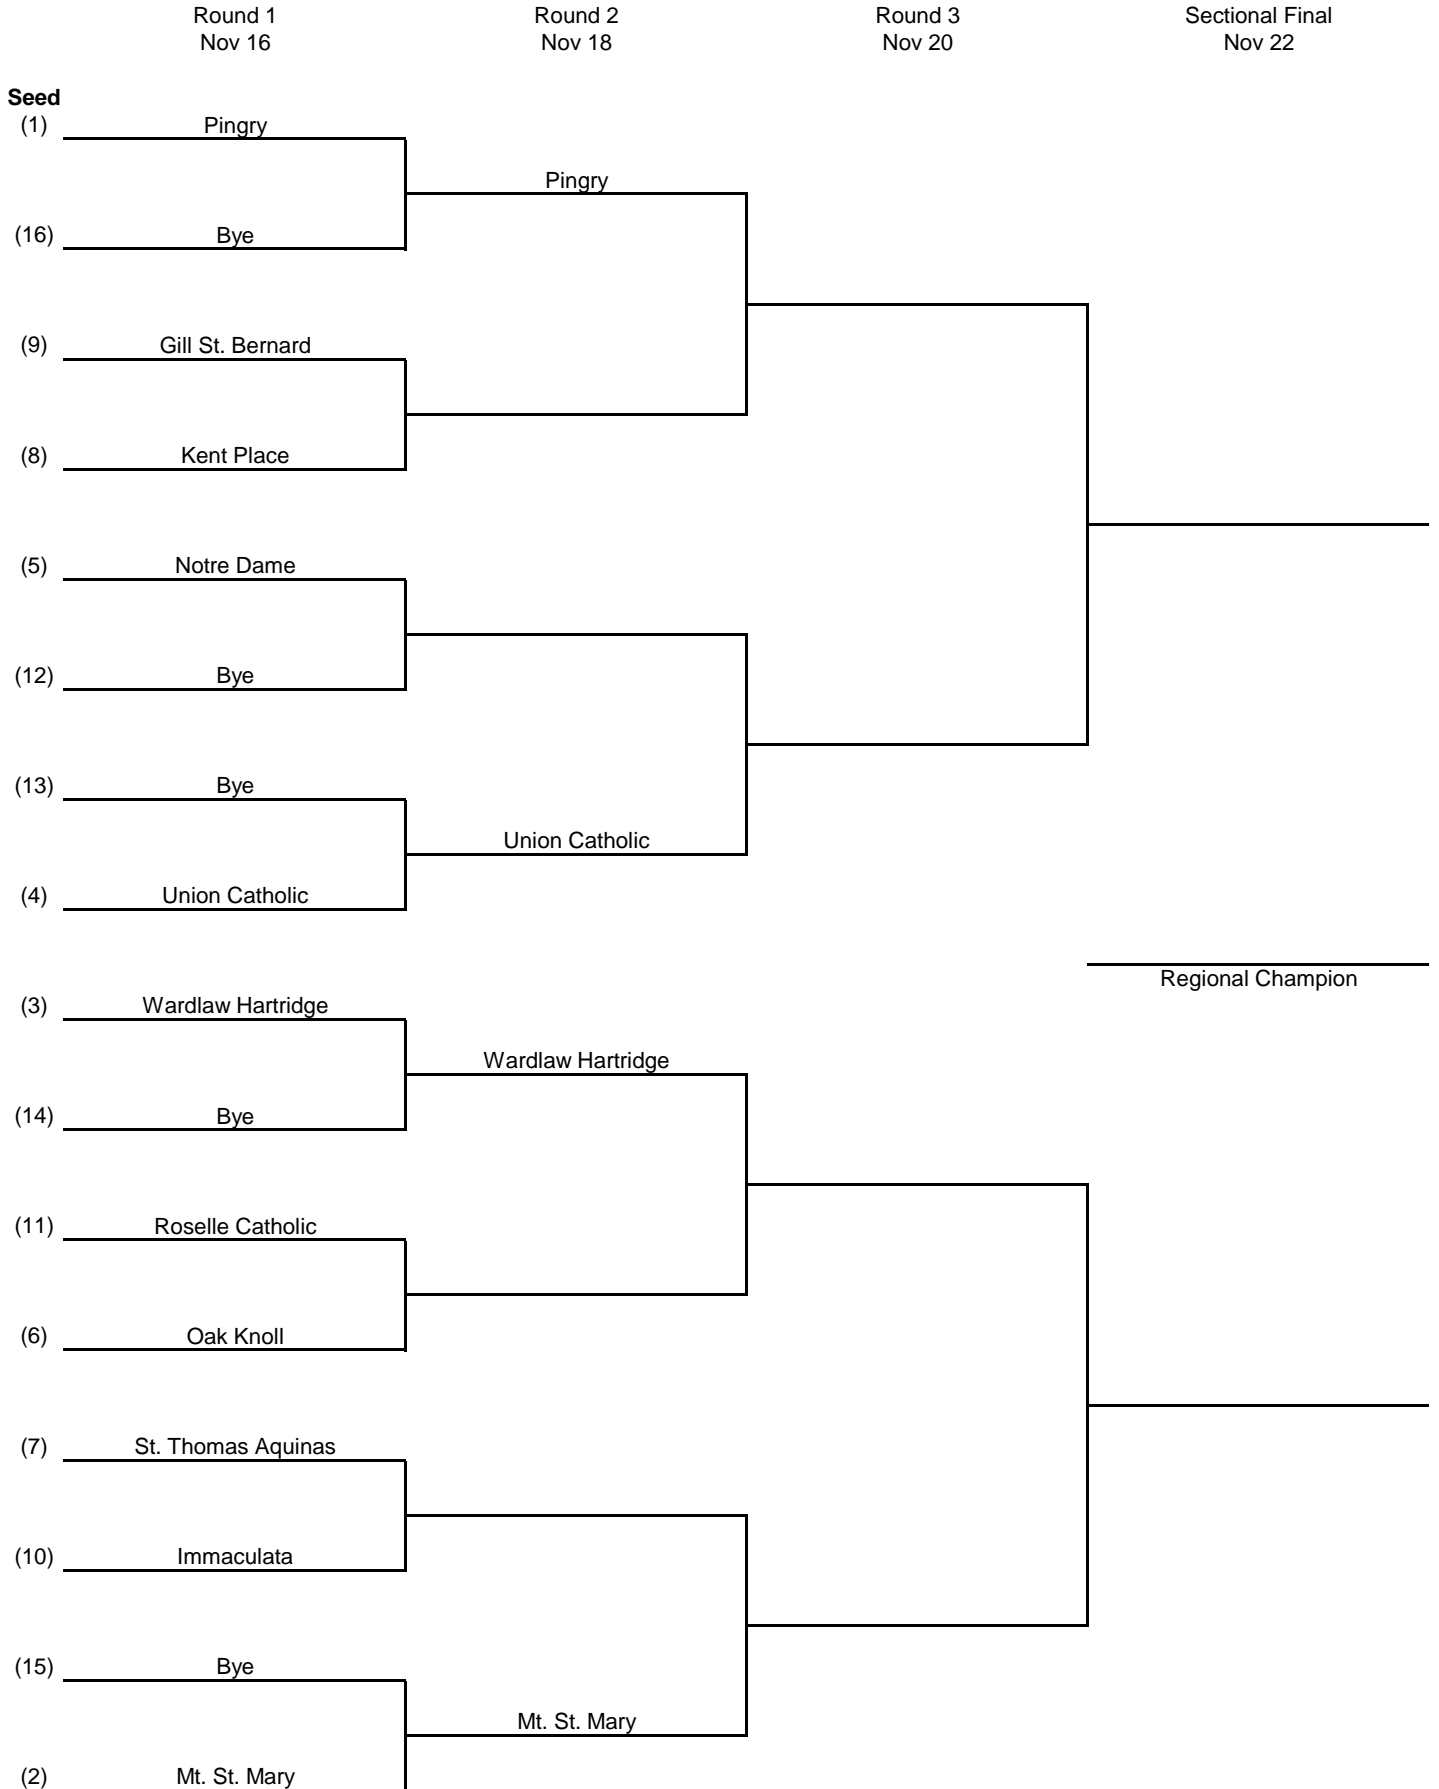 Round 1 Round 2 Round 3 Sectional Final
Nov 16 Nov 18 Nov 20 Nov 22
Seed
(1) Pingry
Pingry
(16) Bye
(9) Gill St. Bernard
(8) Kent Place
(5) Notre Dame
(12) Bye
(13) Bye
Union Catholic
(4) Union Catholic
Regional Champion
(3) Wardlaw Hartridge
Wardlaw Hartridge
(14) Bye
(11) Roselle Catholic
(6) Oak Knoll
(7) St. Thomas Aquinas
(10) Immaculata
(15) Bye
Mt. St. Mary
(2) Mt. St. Mary